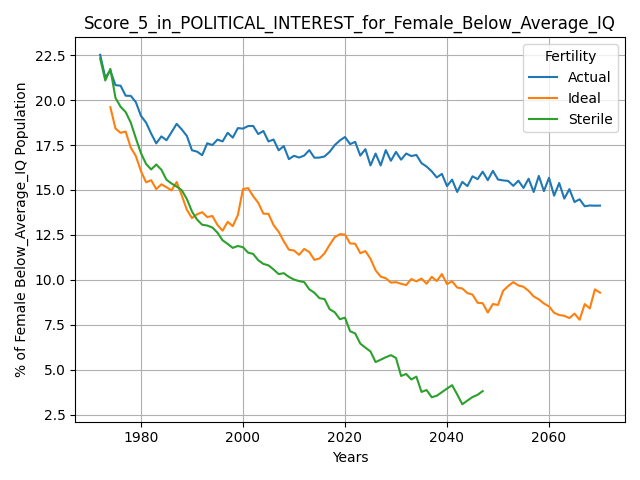 Score_5_in_POLITICAL_INTEREST_for_Female_Below_Average_IQ
Fertility
Actual
Ideal
Sterile
% of Female Below_Average_IQ Population
22.5
20.0
17.5
15.0
12.5
10.0
7.5
5.0
2.5
1980
2000
2020
2040
2060
Years